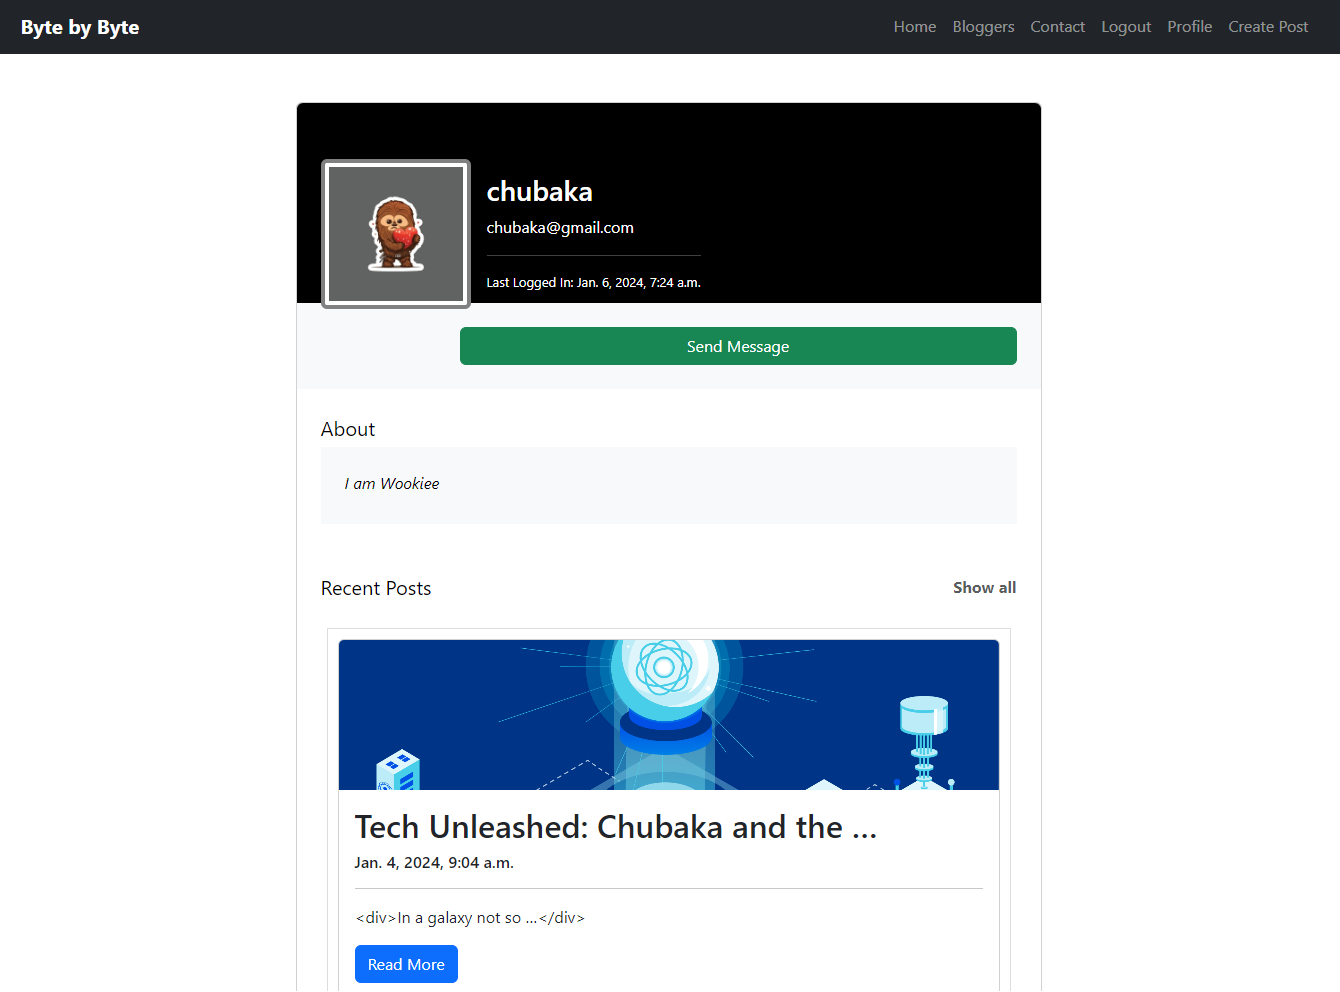 Byte by Byte
Home Bloggers Contact Logout Profile Create Post
chubaka
chubaka@gmail.com
Last Logged In: Jan. 6, 2024, 7:24 a.m.
Send Message
About
I am Wookiee
Recent Posts
Show all
Tech Unleashed: Chubaka and the ...
Jan. 4, 2024, 9:04 a.m.
<div>In a galaxy not so ...</div>
Read More